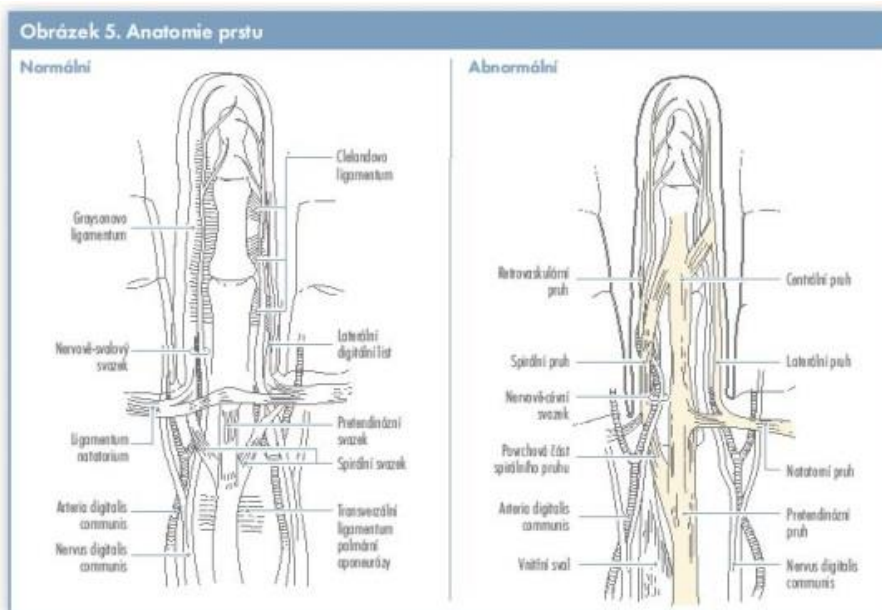 Obrázek 5. Anatomie prstu
Normální
Clelandovo
ligamentum
Graysonovo
ligamentum
Nervově-svalový
svazek
Laterální
digitální list
Ligamentum
natatorium
Pretendinózní
svazek
Spirální svazek
Arteria digitalis
communis
Nervus digitalis
communis
Transverzální
ligamentum
palmární
aponeurózy
Abnormální
Retrovaskulární
pruh
Centrální pruh
Spirální pruh
Laterální pruh
Nervově-cévní
svazek
Povrchová část
spirálního pruhu
Natatorní pruh
Arteria digitalis
communis
Pretendinózní
pruh
Vnitřní sval
Nervus digitalis
communis